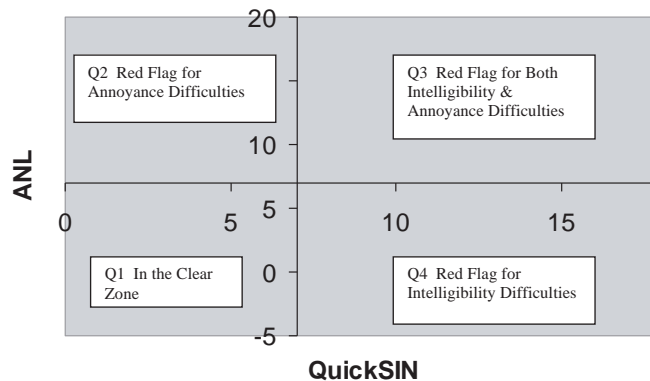 20
Q2 Red Flag for
Annoyance Difficulties
Q3 Red Flag for Both
Intelligibility &
Annoyance Difficulties
15
10
ANL
0
5
5
10
15
Q1 In the Clear
Zone
0
Q4 Red Flag for
Intelligibility Difficulties
-5
QuickSIN